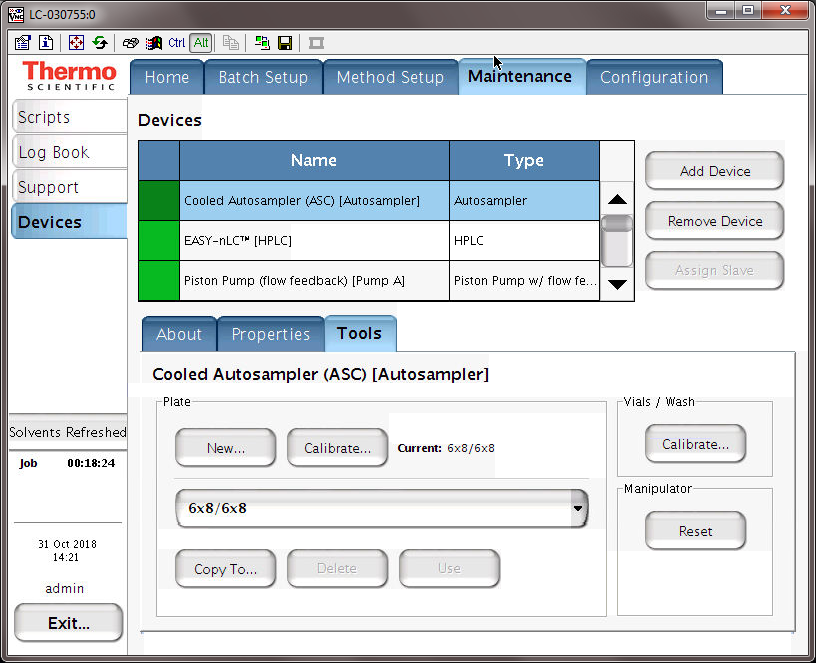 LC-030755:0
Ctrl Alt
Thermo
SCIENTIFIC
Home Batch Setup Method Setup Maintenance Configuration
Scripts
Log Book
Support
Devices
Solvents Refreshed
Job 00:18:24
31 Oct 2018
14:21
admin
Exit...
Devices
Name Type
Cooled Autosampler (ASC) [Autosampler] Autosampler
EASY-nLC™ [HPLC] HPLC
Piston Pump (flow feedback) [Pump A] Piston Pump w/ flow fe...
Add Device
Remove Device
Assign Slave
About Properties Tools
Cooled Autosampler (ASC) [Autosampler]
Plate
New... Calibrate... Current: 6x8/6x8
6x8/6x8
Copy To... Delete Use
Vials / Wash
Calibrate...
Manipulator
Reset